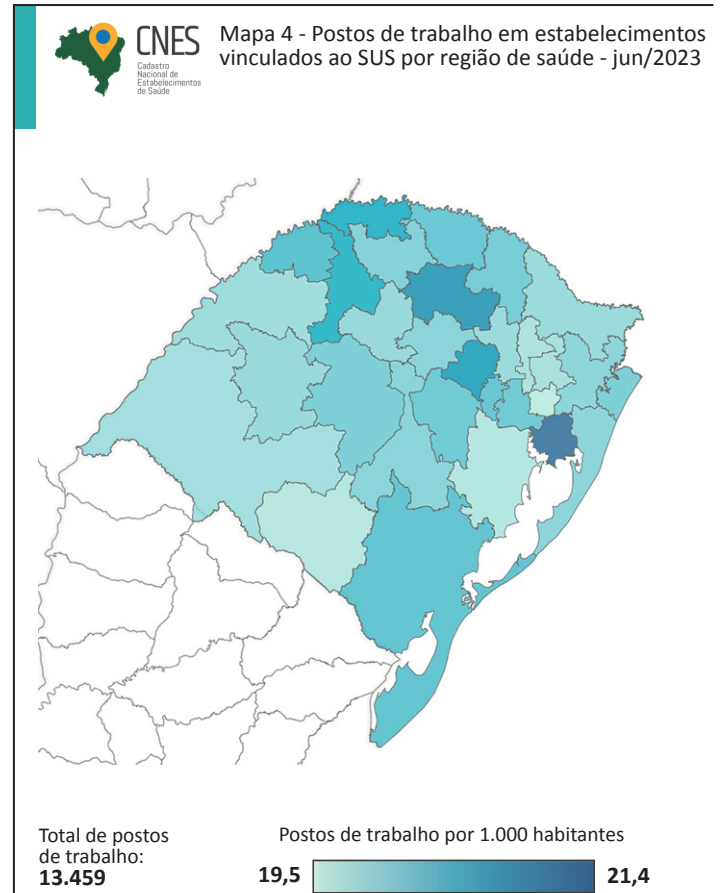 CNES
Cadastro
Nacional de
Estabelecimentos
de Saúde
Mapa 4 - Postos de trabalho em estabelecimentos
vinculados ao SUS por região de saúde - jun/2023
Total de postos
de trabalho:
13.459
Postos de trabalho por 1.000 habitantes
19,5
21,4